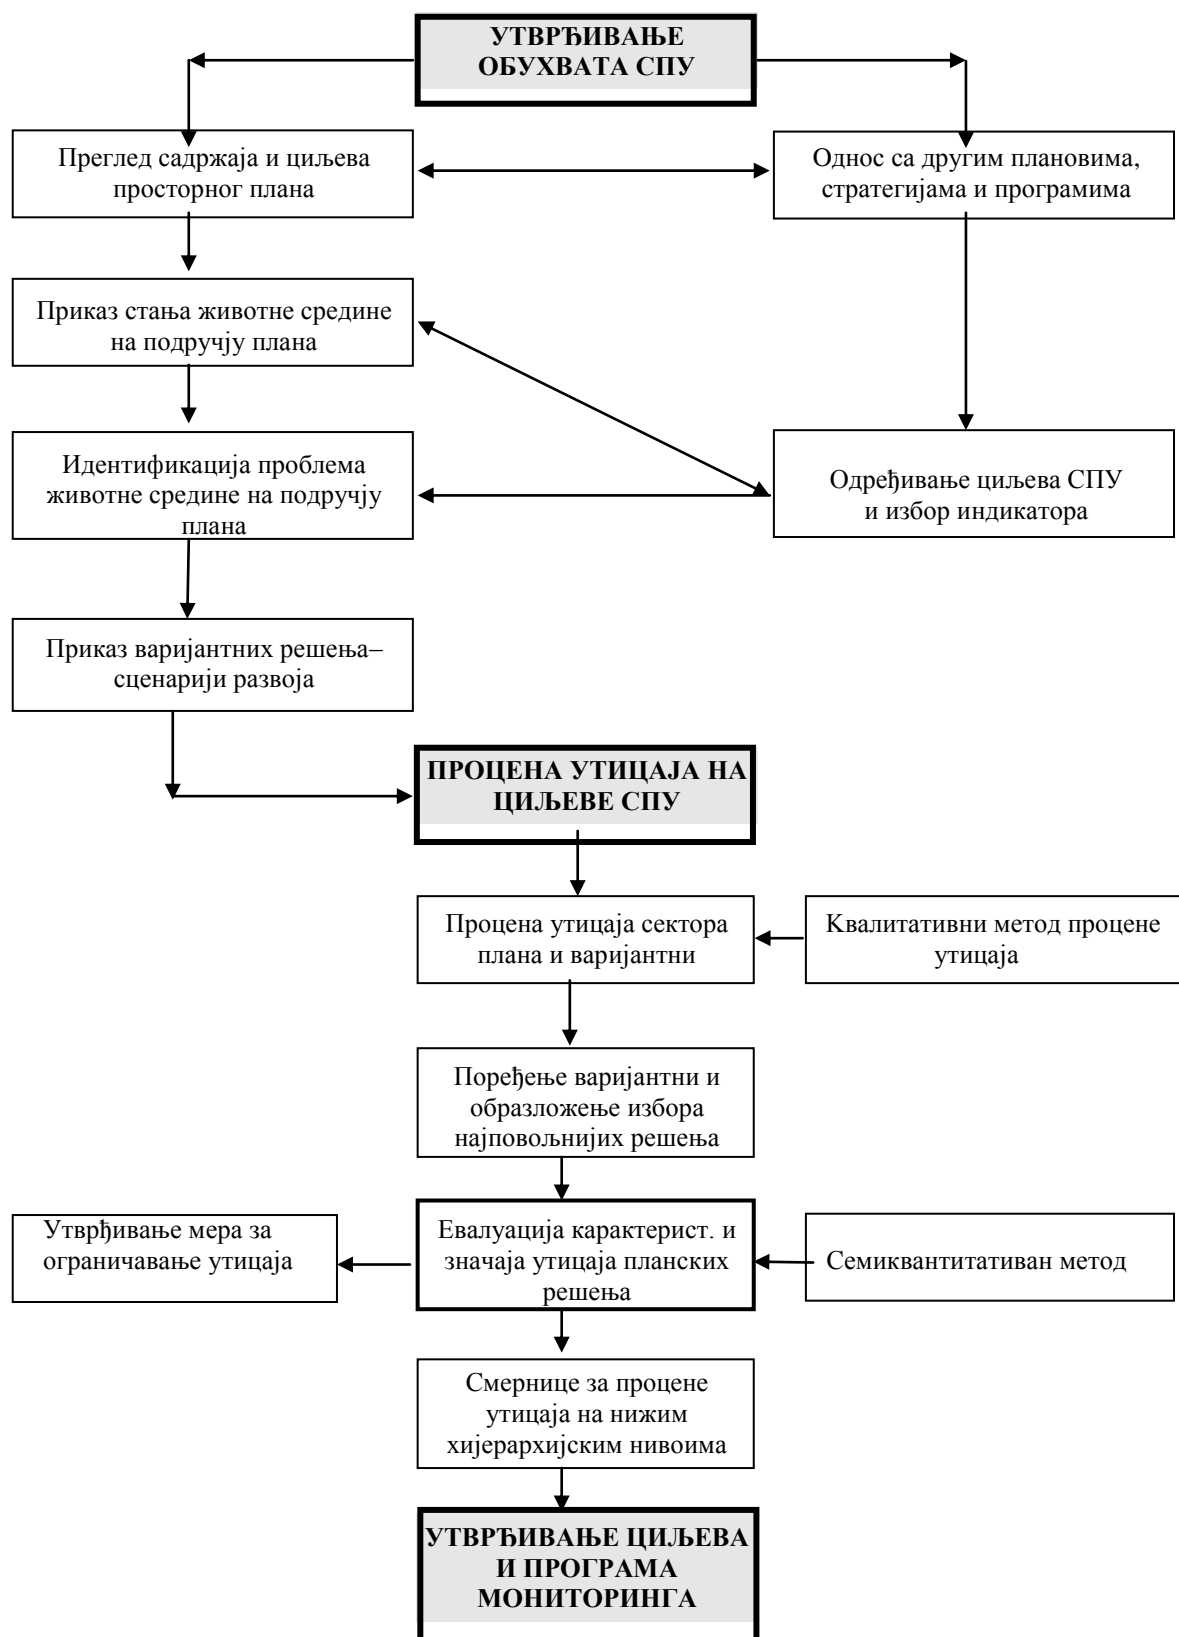 УТВРЂИВАЊЕ
ОБУХВАТА СПУ
Преглед садржаја и циљева
просторног плана
Однос са другим плановима,
стратегијама и програмима
Приказ стања животне средине
на подручју плана
Идентификација проблема
животне средине на подручју
плана
Одређивање циљева СПУ
и избор индикатора
Приказ варијантних решења–
сценарији развоја
ПРОЦЕНА УТИЦАЈА НА
ЦИЉЕВЕ СПУ
Процена утицаја сектора
плана и варијантни
Квалитативни метод процене
утицаја
Поређење варијантни и
образложење избора
најповољнијих решења
Утврђивање мера за
ограничавање утицаја
Евалуација карактерист. и
значаја утицаја планских
решења
Семиквантитативан метод
Смернице за процене
утицаја на нижим
хијерархијским нивоима
УТВРЂИВАЊЕ ЦИЉЕВА
И ПРОГРАМА
МОНИТОРИНГА